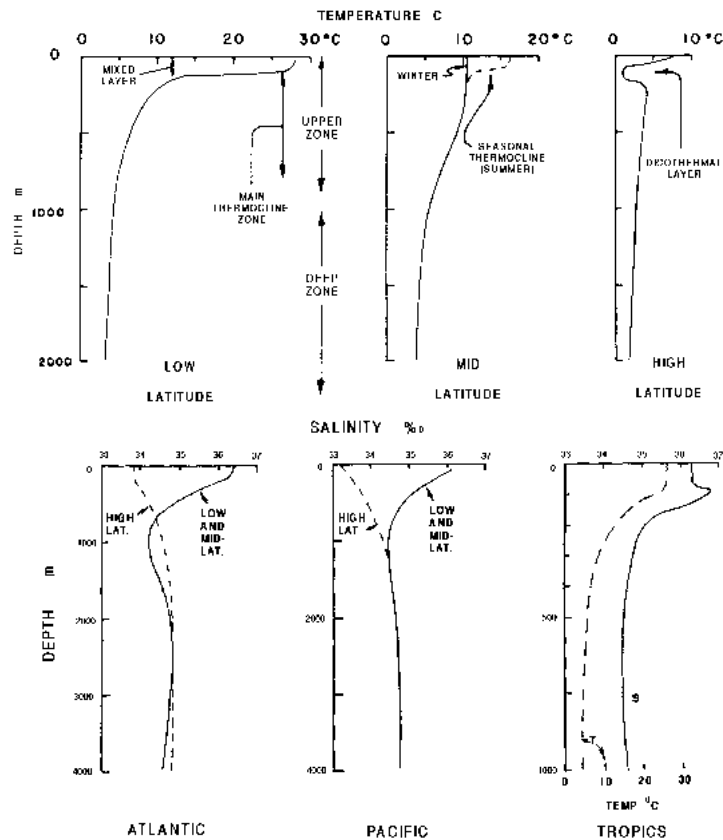 TEMPERATURE C
0 10 20 30 °C
0 10 20 °C
0 10 °C
0
1000
2000
DEPTH m
MIXED
LAYER
UPPER
ZONE
MAIN
THERMOCLINE
ZONE
DEEP
ZONE
LOW
LATITUDE
WINTER
SEASONAL
THERMOCLINE
(SUMMER)
MID
LATITUDE
DICOTHERMAL
LAYER
HIGH
LATITUDE
SALINITY ‰
33 34 35 36 37
33 34 35 36 37
33 34 35 36 37
DEPTH m
0
1000
2000
3000
4000
HIGH
LAT.
LOW
AND
MID-
LAT.
ATLANTIC
0
2000
4000
HIGH
LAT
LOW
AND
MID-
LAT.
PACIFIC
0
500
1000
S
T
0 10 20 30
TEMP °C
TROPICS